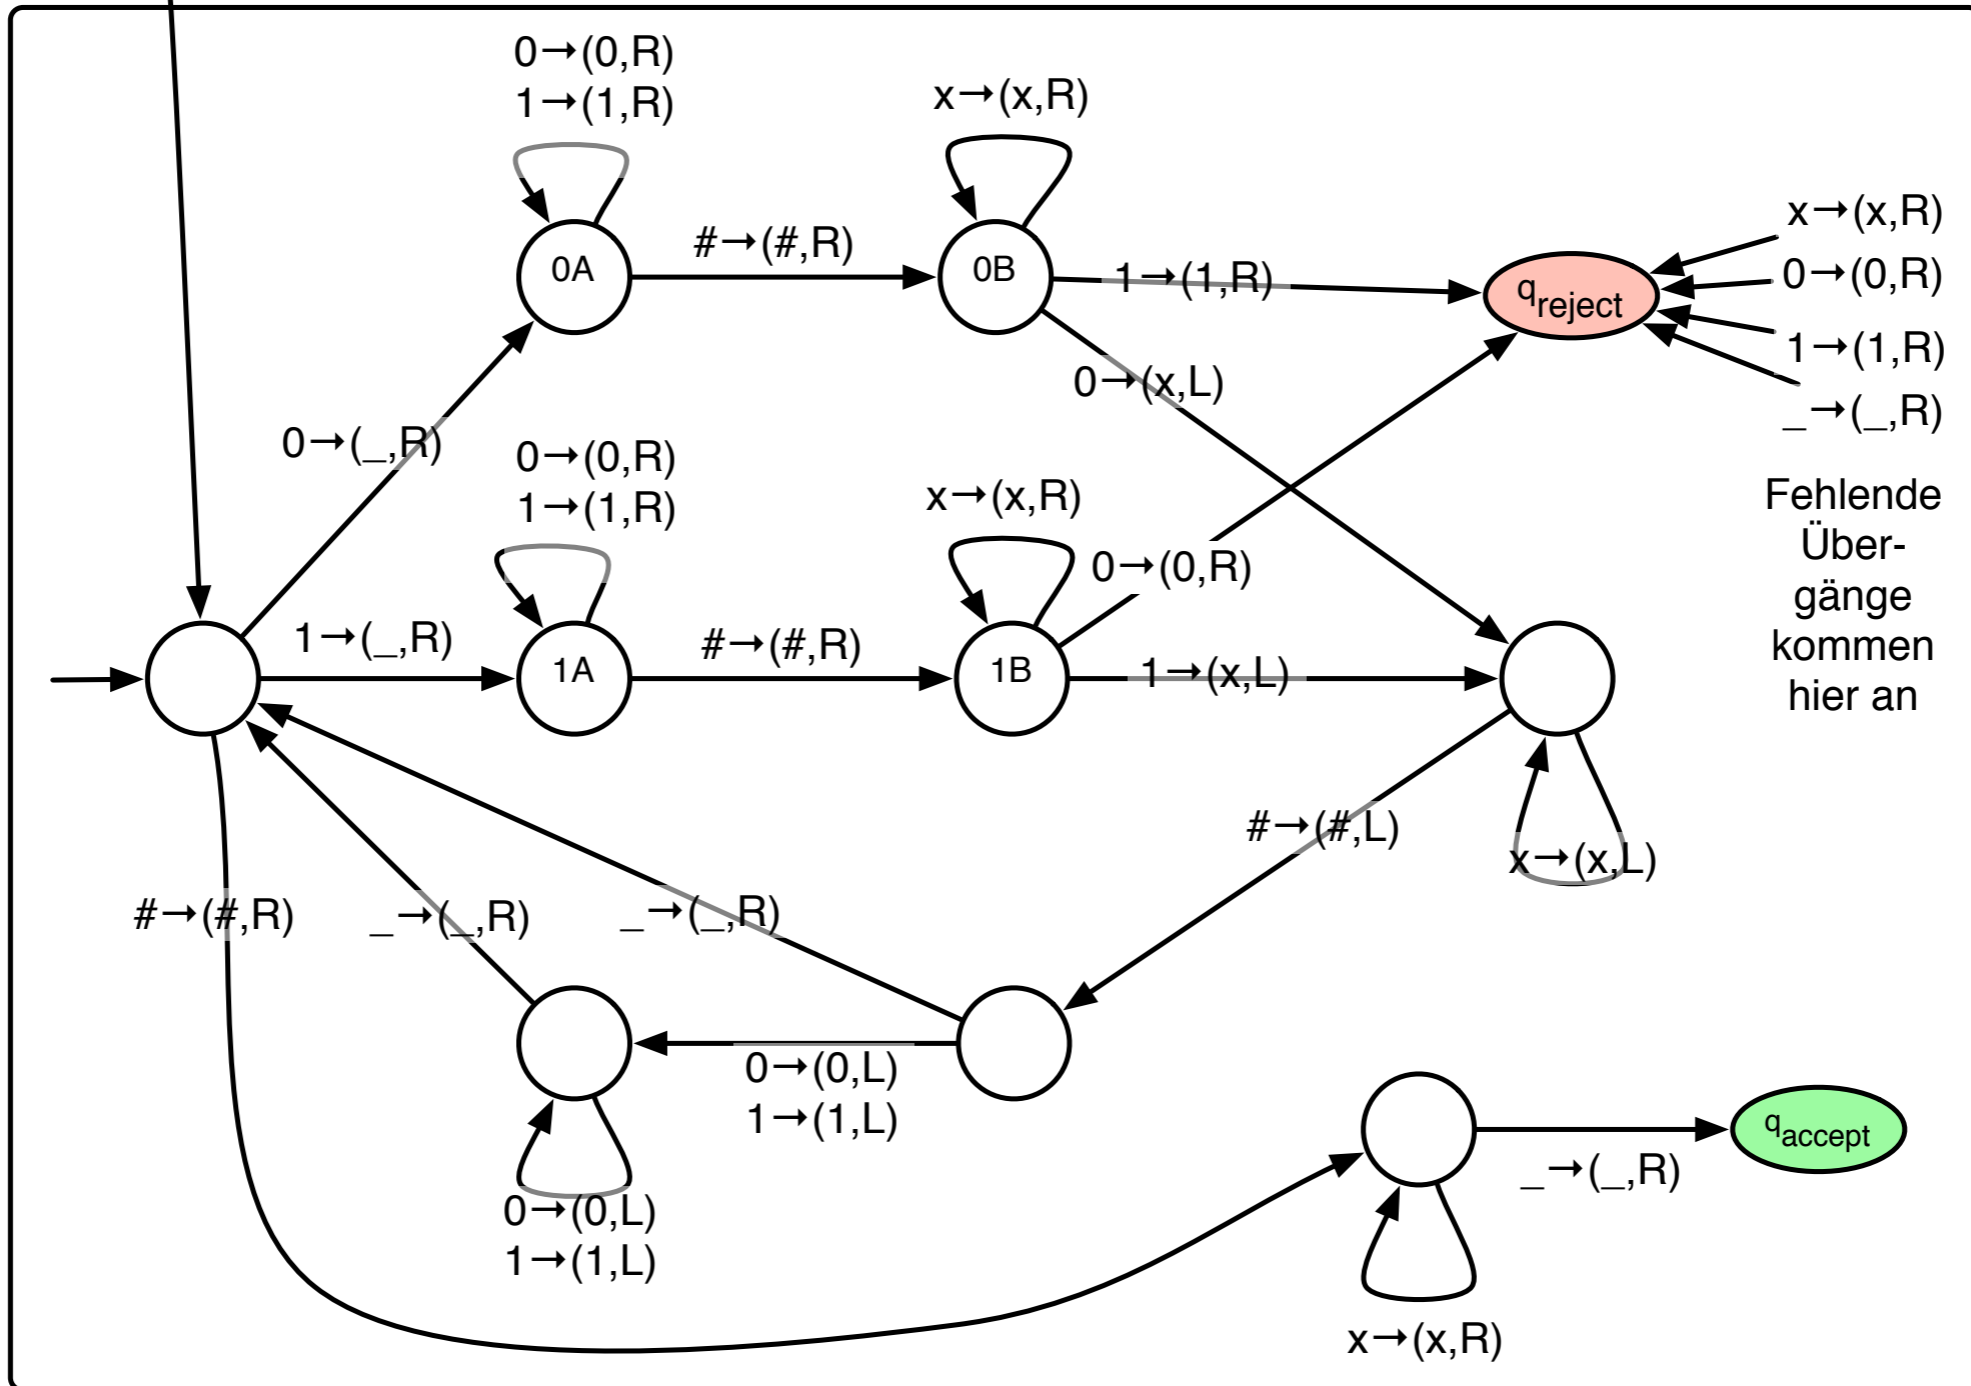 0→(0,R)
1→(1,R)
x→(x,R)
0A
#→(#,R)
0B
1→(1,R)
q reject
x→(x,R)
0→(0,R)
1→(1,R)
_→(_,R)
0→(x,L)
0→(_,R)
0→(0,R)
1→(1,R)
x→(x,R)
0→(0,R)
Fehlende
Über-
gänge
kommen
hier an
1→(_,R)
1A
#→(#,R)
1B
1→(x,L)
#→(#,L)
x→(x,L)
#→(#,R)
_→(_,R)
_→(_,R)
0→(0,L)
1→(1,L)
0→(0,L)
1→(1,L)
q accept
_→(_,R)
x→(x,R)